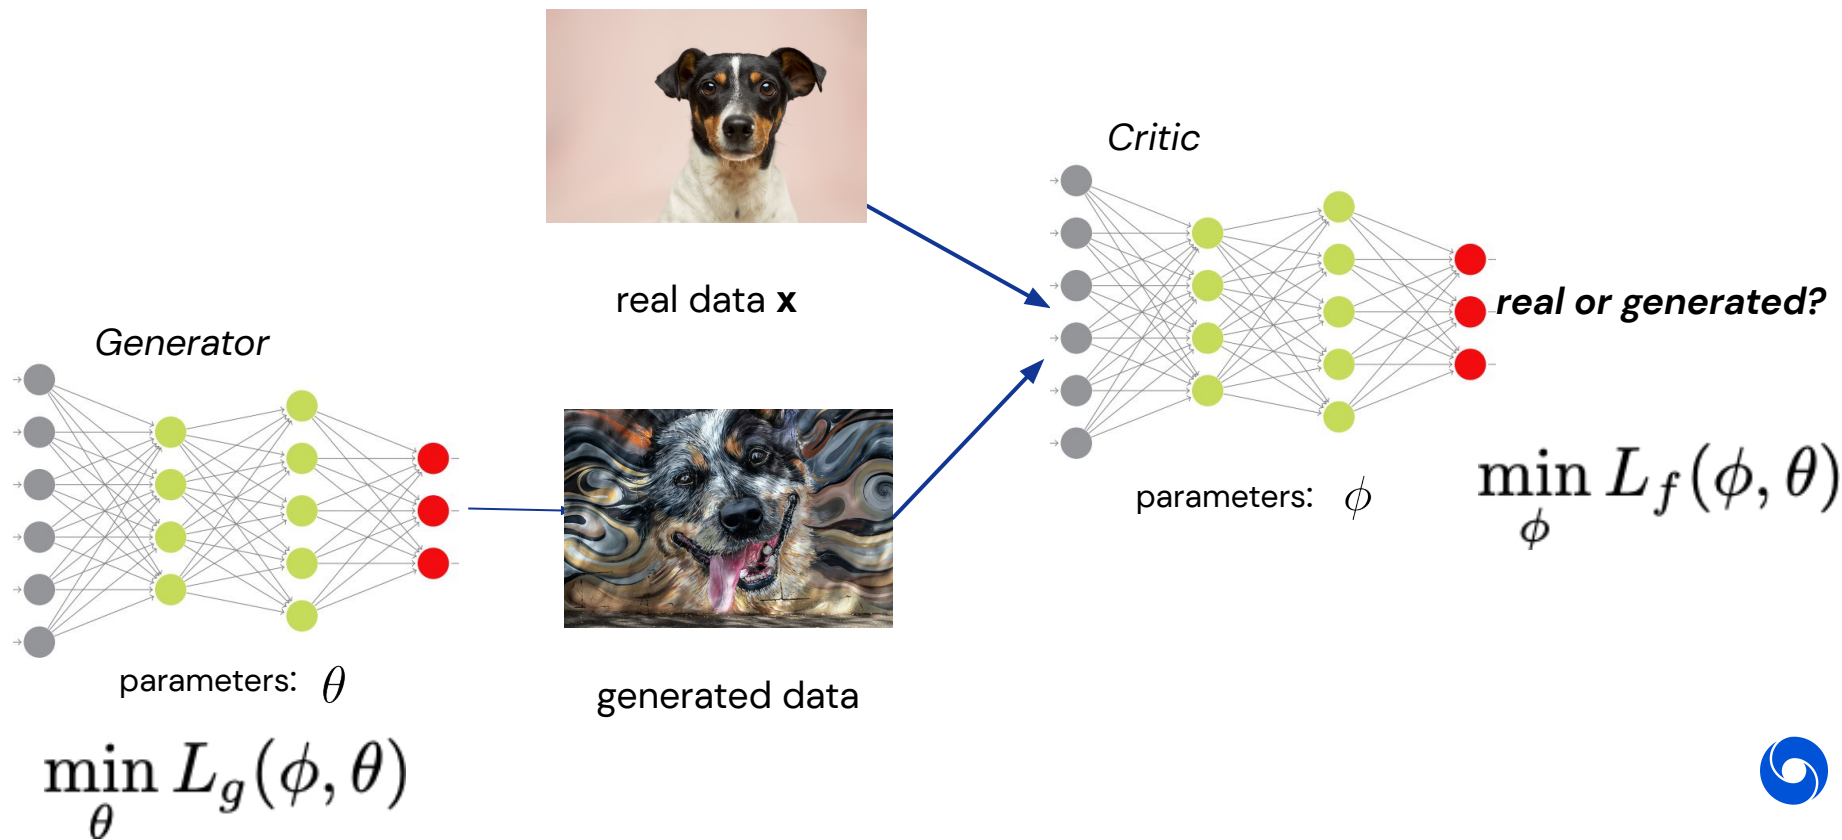 Critic
real data x
real or generated?
Generator
parameters: ϕ
min L_f(ϕ, θ)
ϕ
parameters: θ
generated data
min L_g(ϕ, θ)
θ